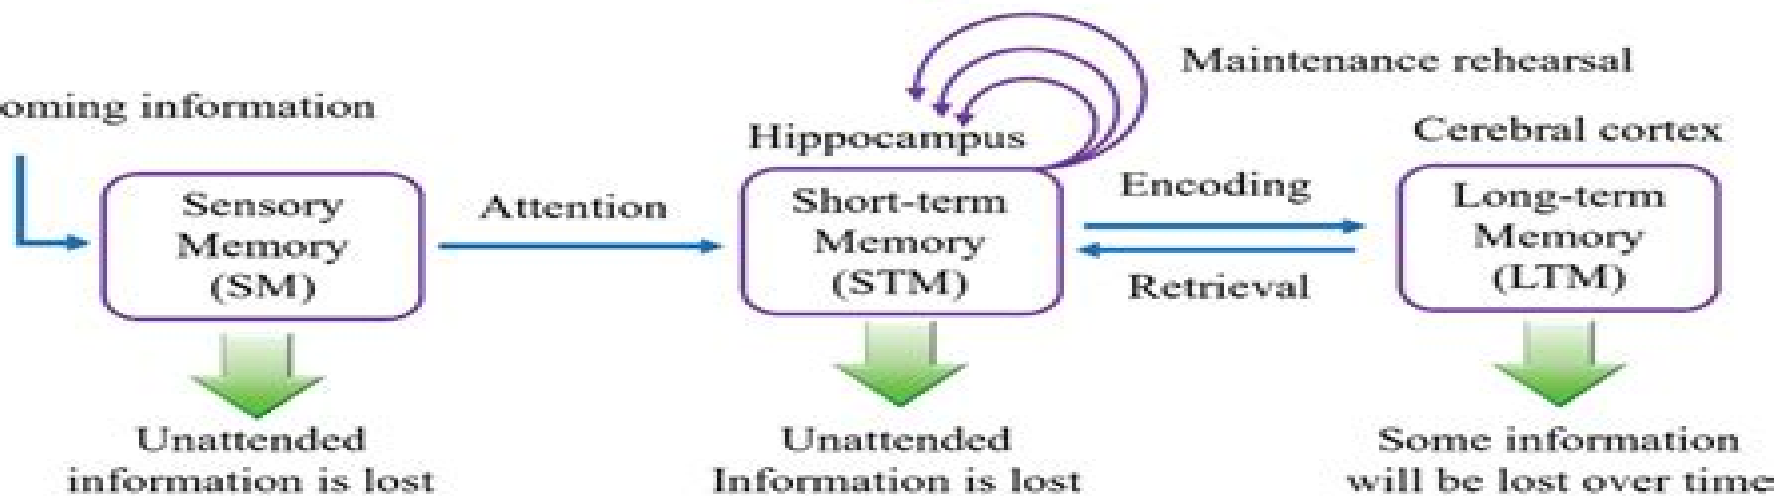 oming information
Sensory
Memory
(SM)
Unattended
information is lost
Attention
Hippocampus
Maintenance rehearsal
Short-term
Memory
(STM)
Unattended
Information is lost
Encoding
Retrieval
Cerebral cortex
Long-term
Memory
(LTM)
Some information
will be lost over time